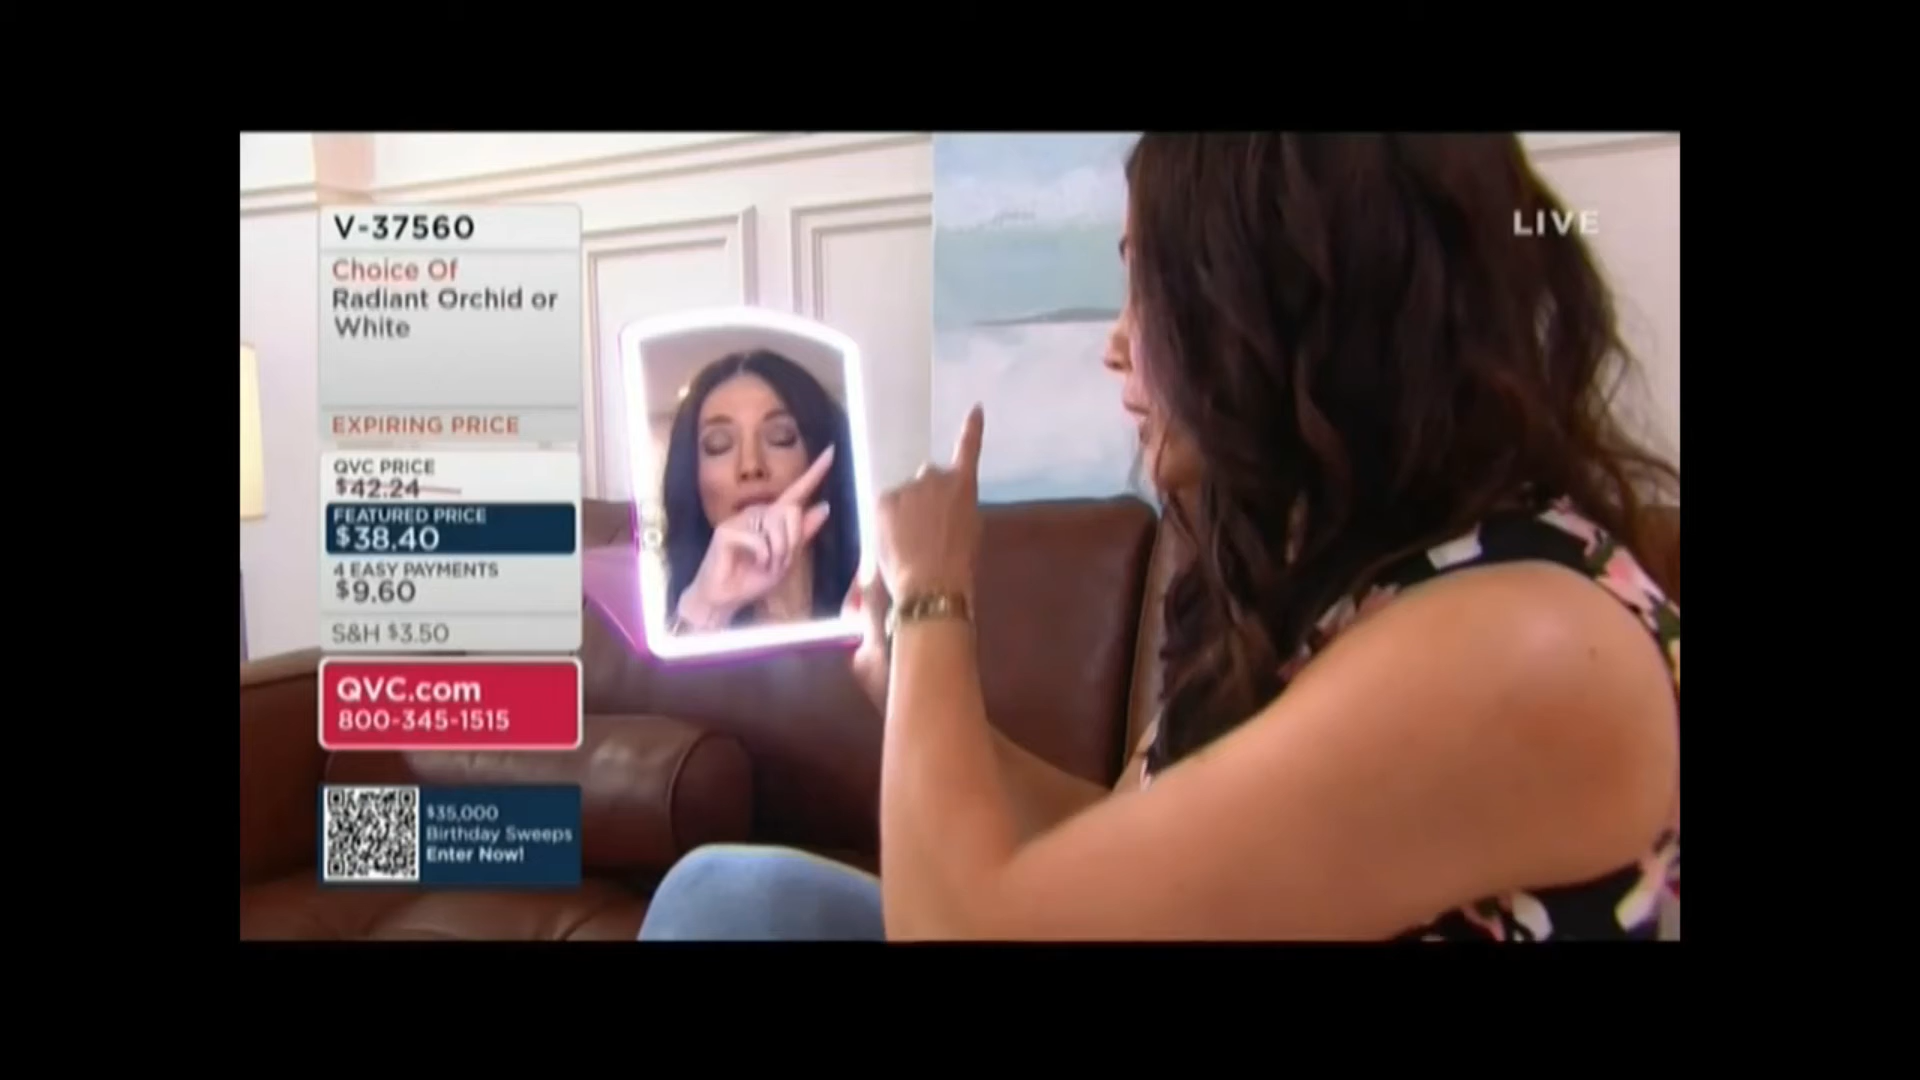 V-37560
Choice Of
Radiant Orchid or
White
EXPIRING PRICE
QVC PRICE
$42.24
FEATURED PRICE
$38.40
4 EASY PAYMENTS
$9.60
S&H $3.50
QVC.com
800-345-1515
$35,000
Birthday Sweeps
Enter Now!
LIVE